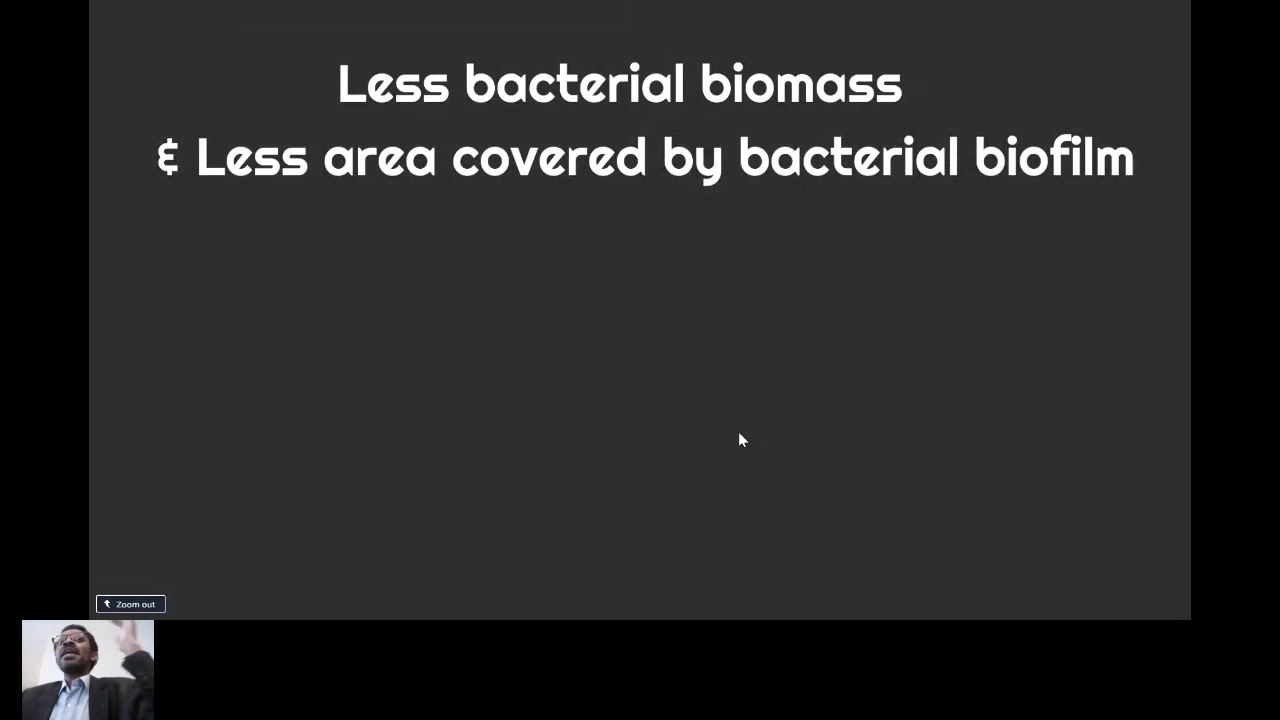 Less bacterial biomass
& Less area covered by bacterial biofilm
Zoom out